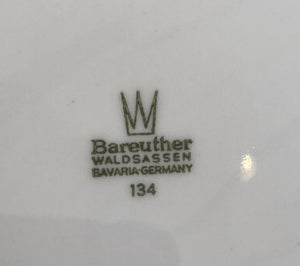 Bareuther
WALDSASSEN
BAVARIA-GERMANY
134